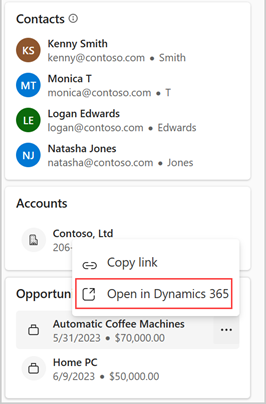 Contacts
KS
Kenny Smith
kenny@contoso.com • Smith
MT
Monica T
monica@contoso.com • T
LE
Logan Edwards
logan@contoso.com • Edwards
NJ
Natasha Jones
natasha@contoso.com • Jones
Accounts
Contoso, Ltd
206-
Copy link
Open in Dynamics 365
Opportun
Automatic Coffee Machines
5/31/2023 • $70,000.00
Home PC
6/9/2023 • $50,000.00